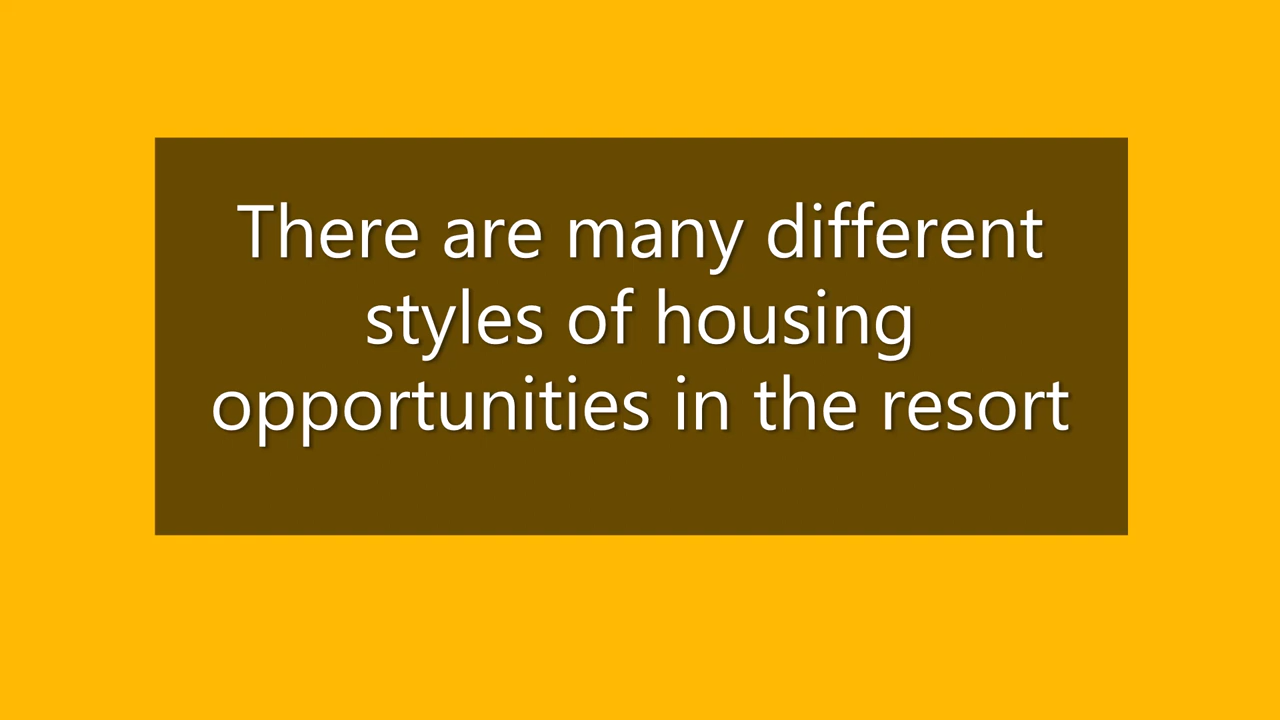 There are many different
styles of housing
opportunities in the resort